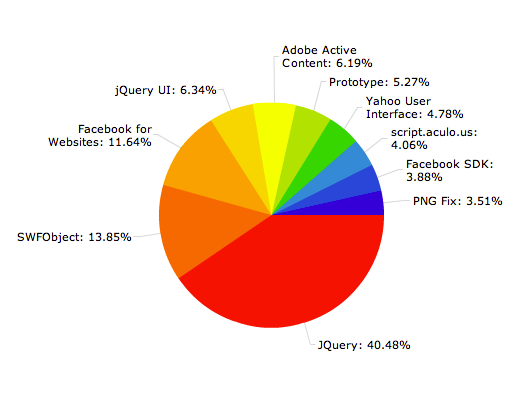 Adobe Active
Content: 6.19%
Prototype: 5.27%
jQuery UI: 6.34%
Yahoo User
Interface: 4.78%
Facebook for
Websites: 11.64%
script.aculo.us:
4.06%
Facebook SDK:
3.88%
PNG Fix: 3.51%
SWFObject: 13.85%
JQuery: 40.48%